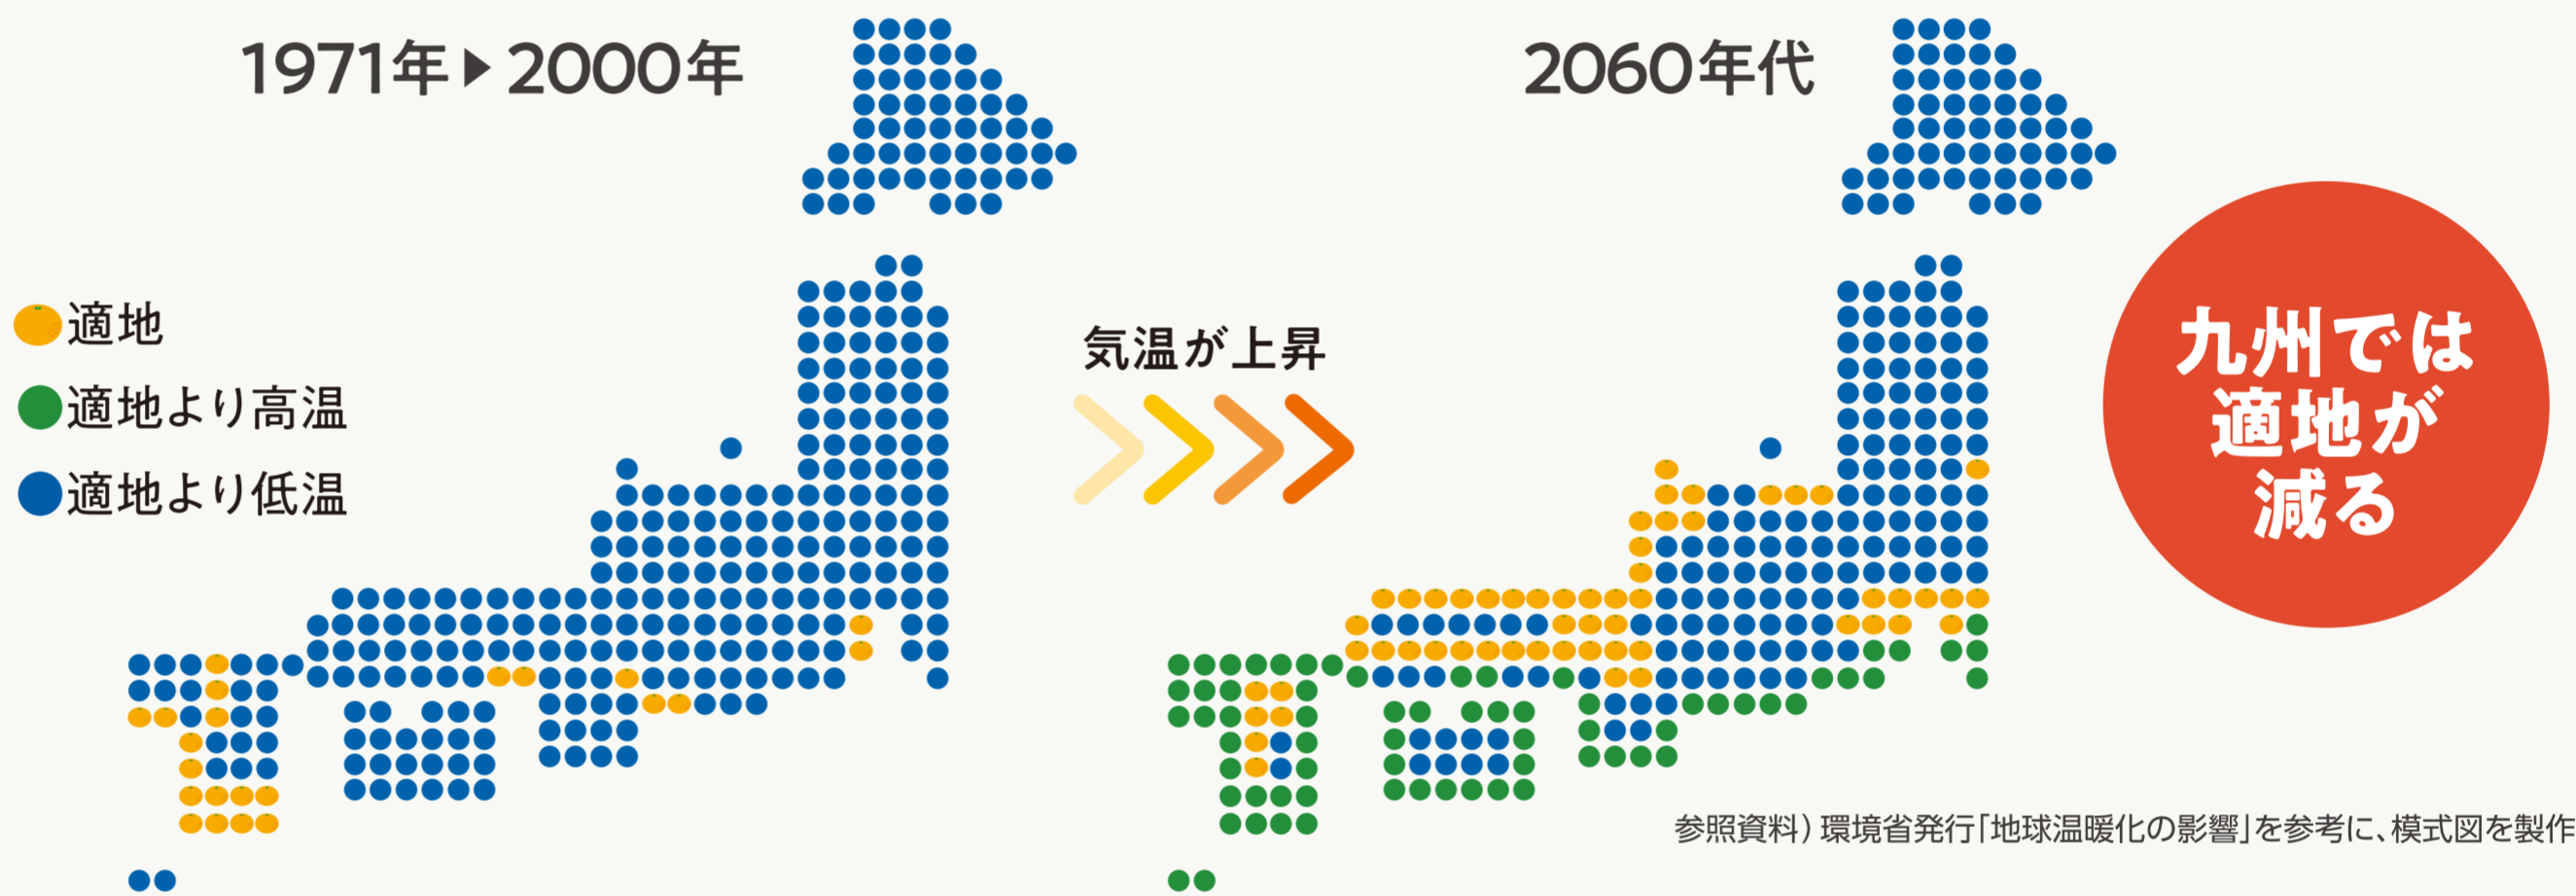 1971年▶2000年
2060年代
適地
適地より高温
適地より低温
気温が上昇
九州では
適地が
減る
参照資料）環境省発行「地球温暖化の影響」を参考に、模式図を製作